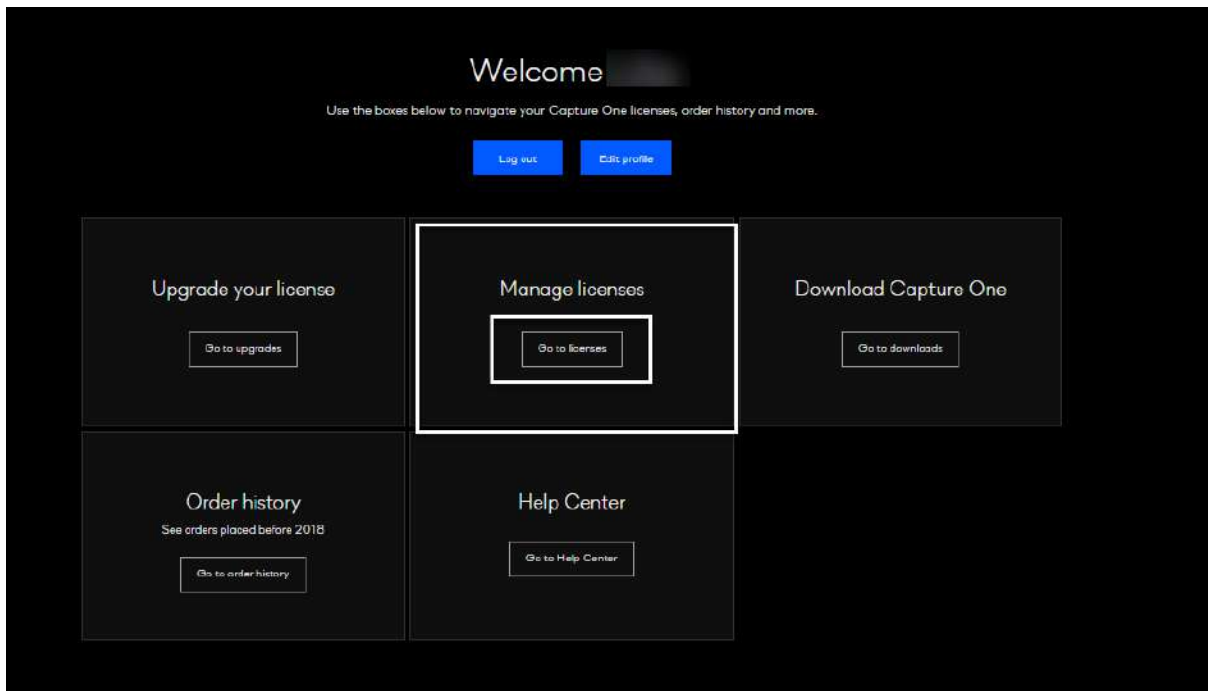 Welcome
Use the boxes below to navigate your Capture One licenses, order history and more.
Log out
Edit profile
Upgrade your license
Go to upgrades
Manage licenses
Go to licenses
Download Capture One
Go to downloads
Order history
See orders placed before 2018
Go to order history
Help Center
Go to Help Center